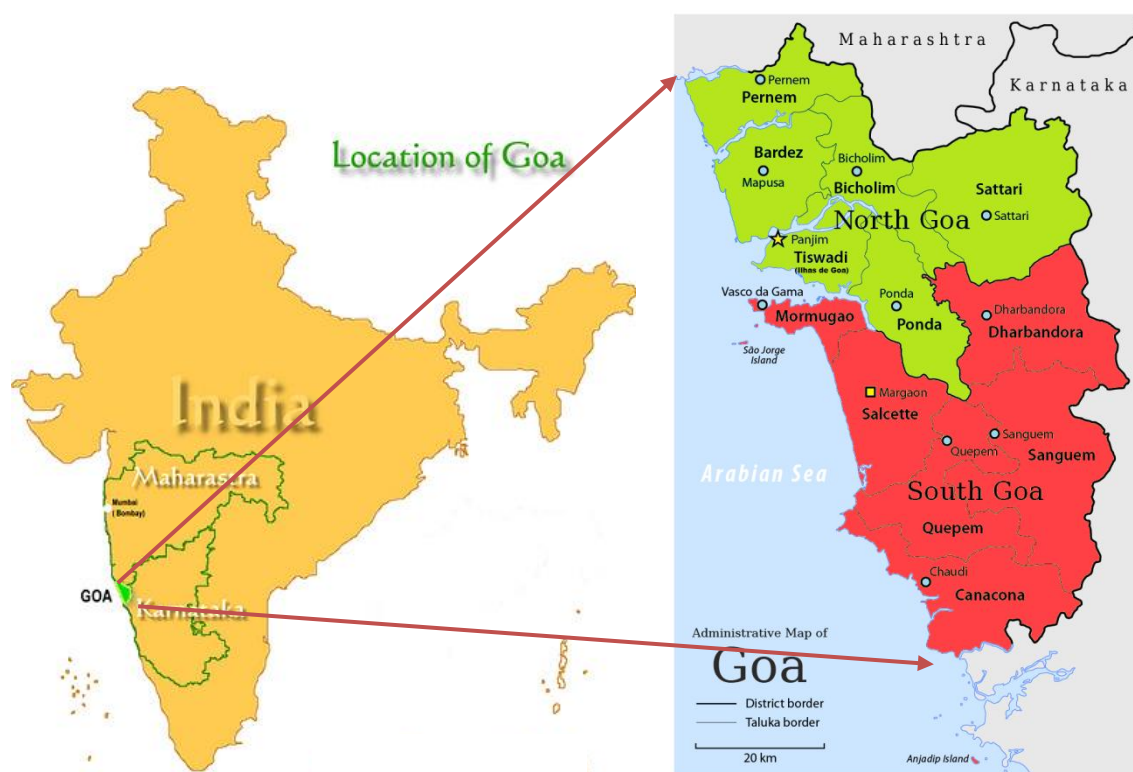 Location of Goa
India
Maharastra
Mumbai
( Bombay)
GOA
Karnataka
Maharashtra
Karnataka
Pernem
Pernem
Bardez
Mapusa
Bicholim
Bicholim
Sattari
Sattari
North Goa
Panjim
Tiswadi
(Ilhas de Goa)
Vasco da Gama
Mormugao
Ponda
Ponda
Dharbandora
Dharbandora
São Jorge
Island
Margaon
Salcette
Sanguem
Sanguem
Quepem
Arabian Sea
South Goa
Quepem
Chaudi
Canacona
Administrative Map of
Goa
District border
Taluka border
20 km
Anjadip Island